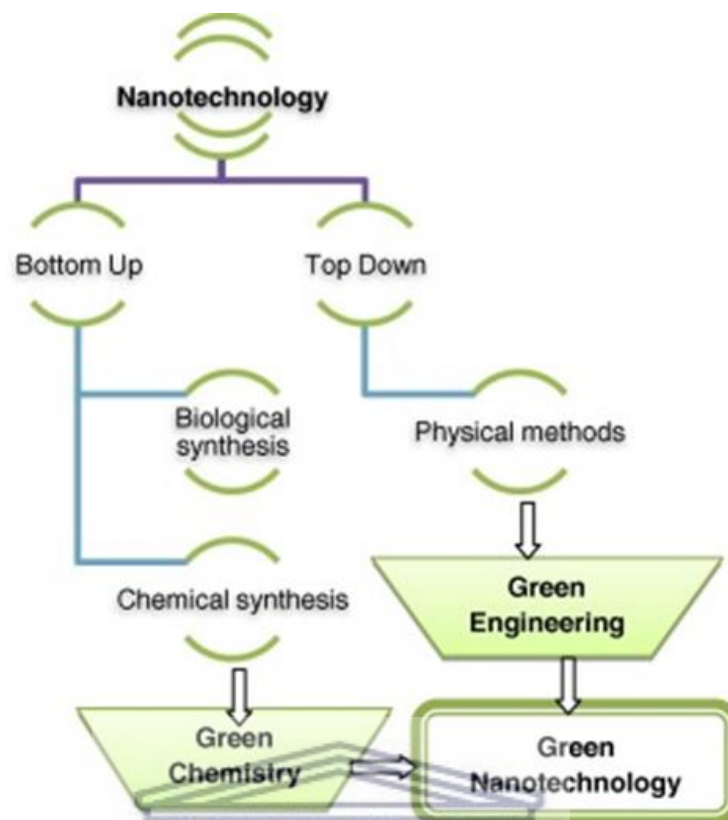 Nanotechnology
Bottom Up
Top Down
Biological
synthesis
Physical methods
Chemical synthesis
Green
Engineering
Green
Chemistry
Green
Nanotechnology